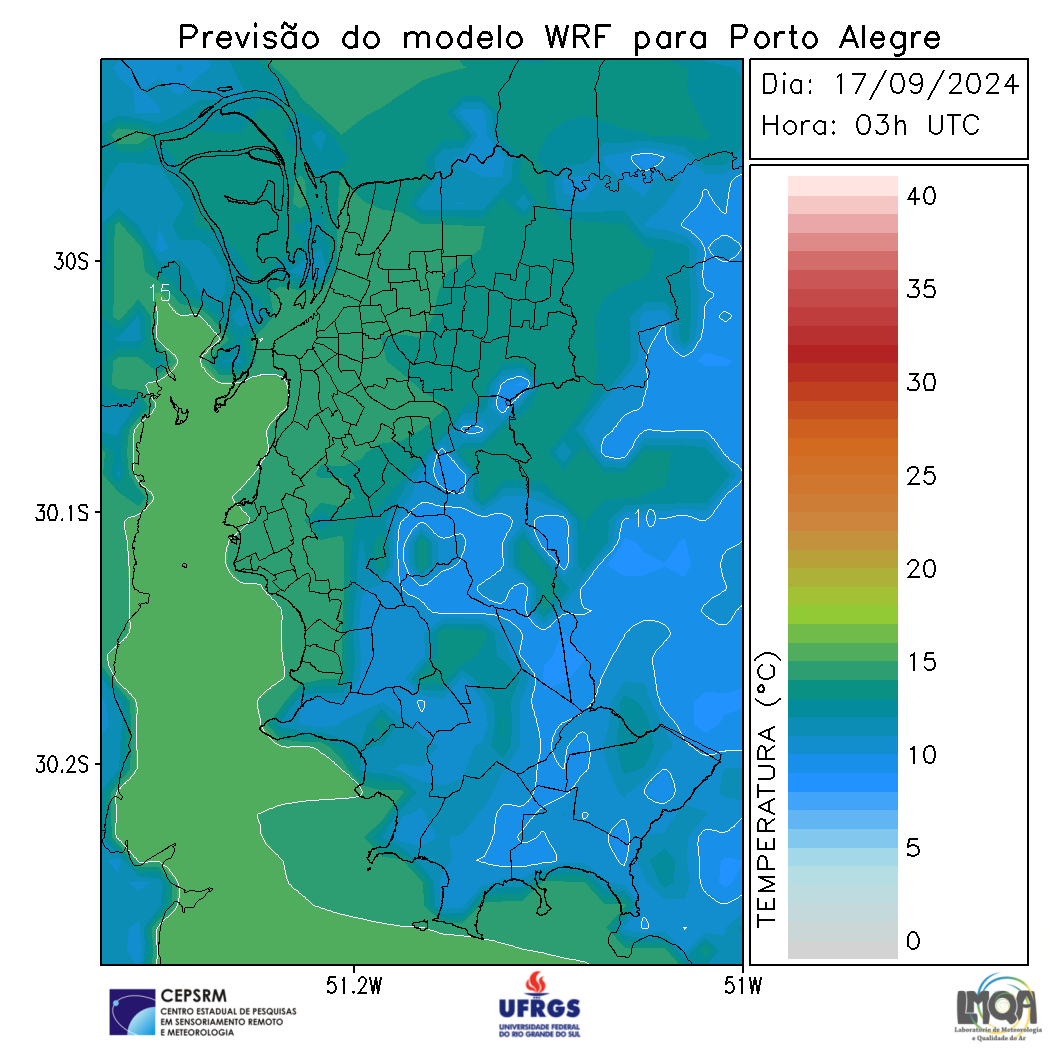 Previsão do modelo WRF para Porto Alegre
Dia: 17/09/2024
Hora: 03h UTC
40
35
30
25
20
15
10
5
0
TEMPERATURA (°C)
30S
30.1S
30.2S
15
10
51.2W
51W
CEPSRM
CENTRO ESTADUAL DE PESQUISAS
EM SENSORIAMENTO REMOTO
E METEOROLOGIA
UFRGS
UNIVERSIDADE FEDERAL
DO RIO GRANDE DO SUL
LMQA
Laboratório de Meteorologia
e Qualidade do Ar